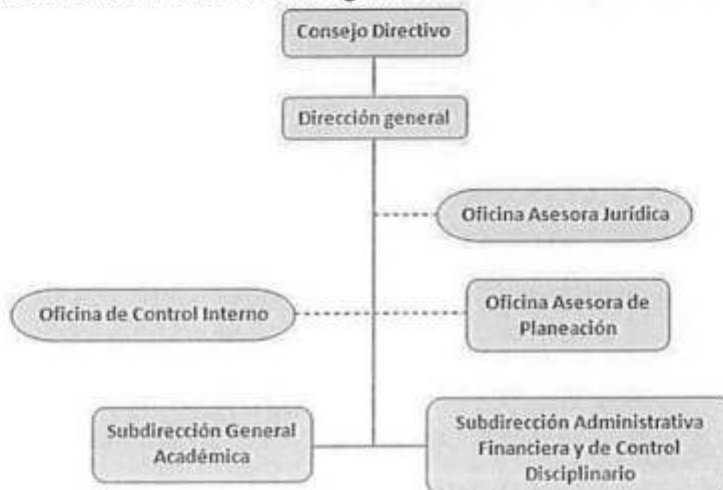 Consejo Directivo
Dirección general
Oficina Asesora Jurídica
Oficina de Control Interno
Oficina Asesora de
Planeación
Subdirección General
Académica
Subdirección Administrativa
Financiera y de Control
Disciplinario